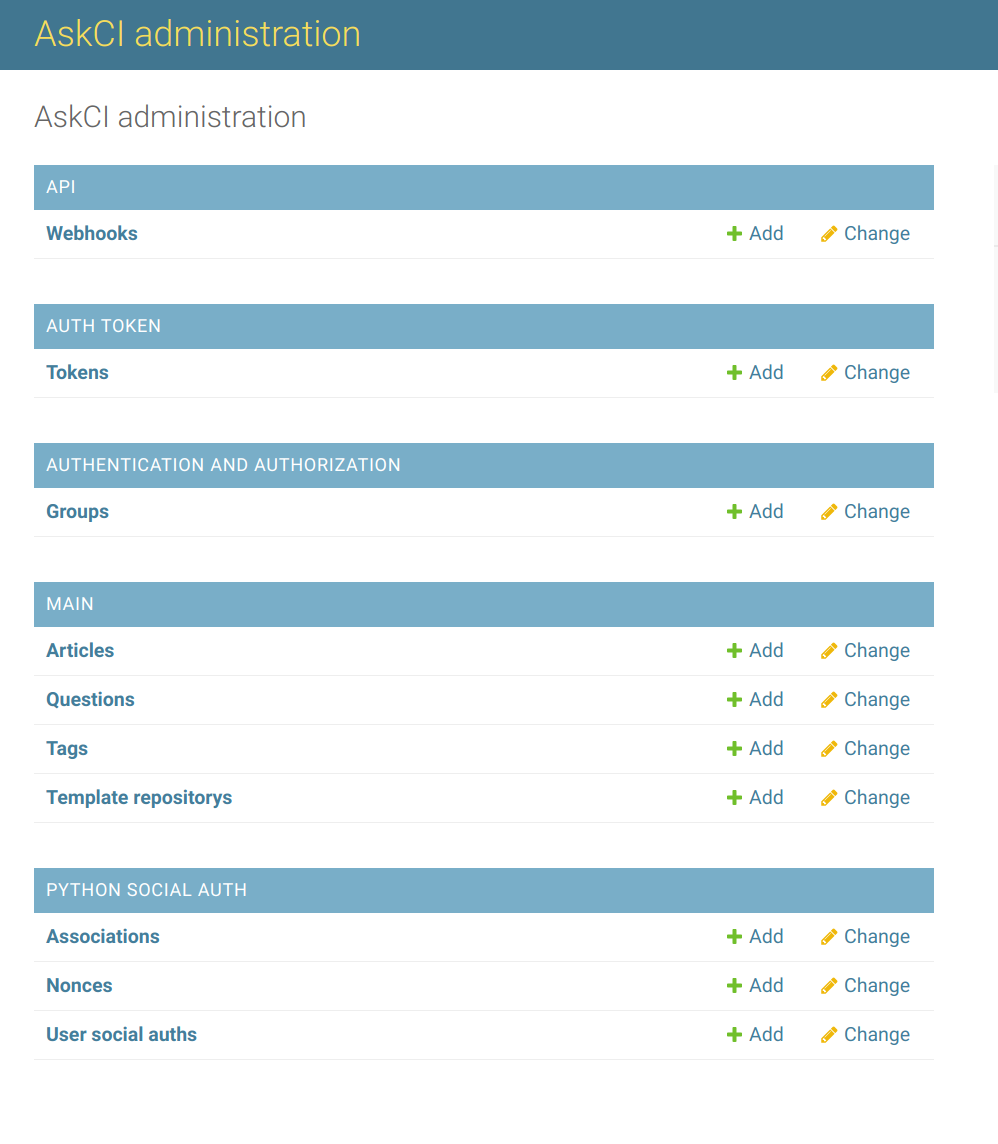 AskCI administration
AskCI administration
API
Webhooks Add Change
AUTH TOKEN
Tokens Add Change
AUTHENTICATION AND AUTHORIZATION
Groups Add Change
MAIN
Articles Add Change
Questions Add Change
Tags Add Change
Template repositorys Add Change
PYTHON SOCIAL AUTH
Associations Add Change
Nonces Add Change
User social auths Add Change